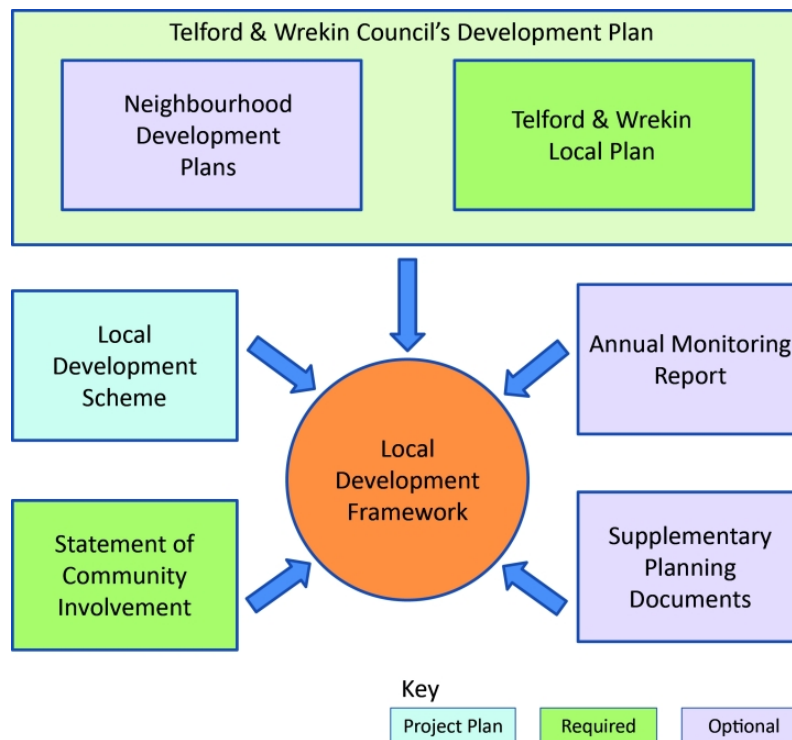 Telford & Wrekin Council's Development Plan
Neighbourhood
Development
Plans
Telford & Wrekin
Local Plan
Local
Development
Scheme
Annual Monitoring
Report
Local
Development
Framework
Statement of
Community
Involvement
Supplementary
Planning
Documents
Key
Project Plan
Required
Optional